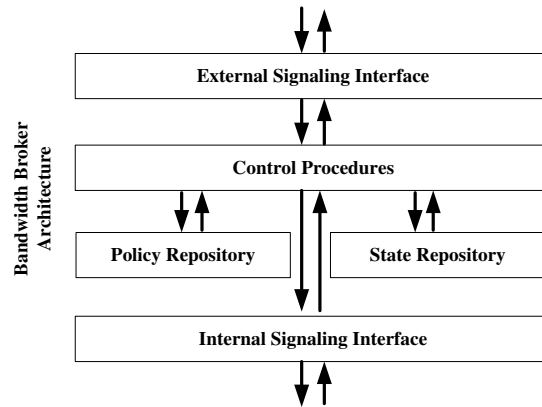 External Signaling Interface
Bandwidth Broker
Architecture
Control Procedures
Policy Repository
State Repository
Internal Signaling Interface